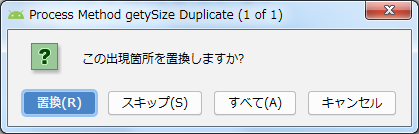 Process Method getySize Duplicate (1 of 1)
この出現箇所を置換しますか?
置換(R)
スキップ(S)
すべて(A)
キャンセル